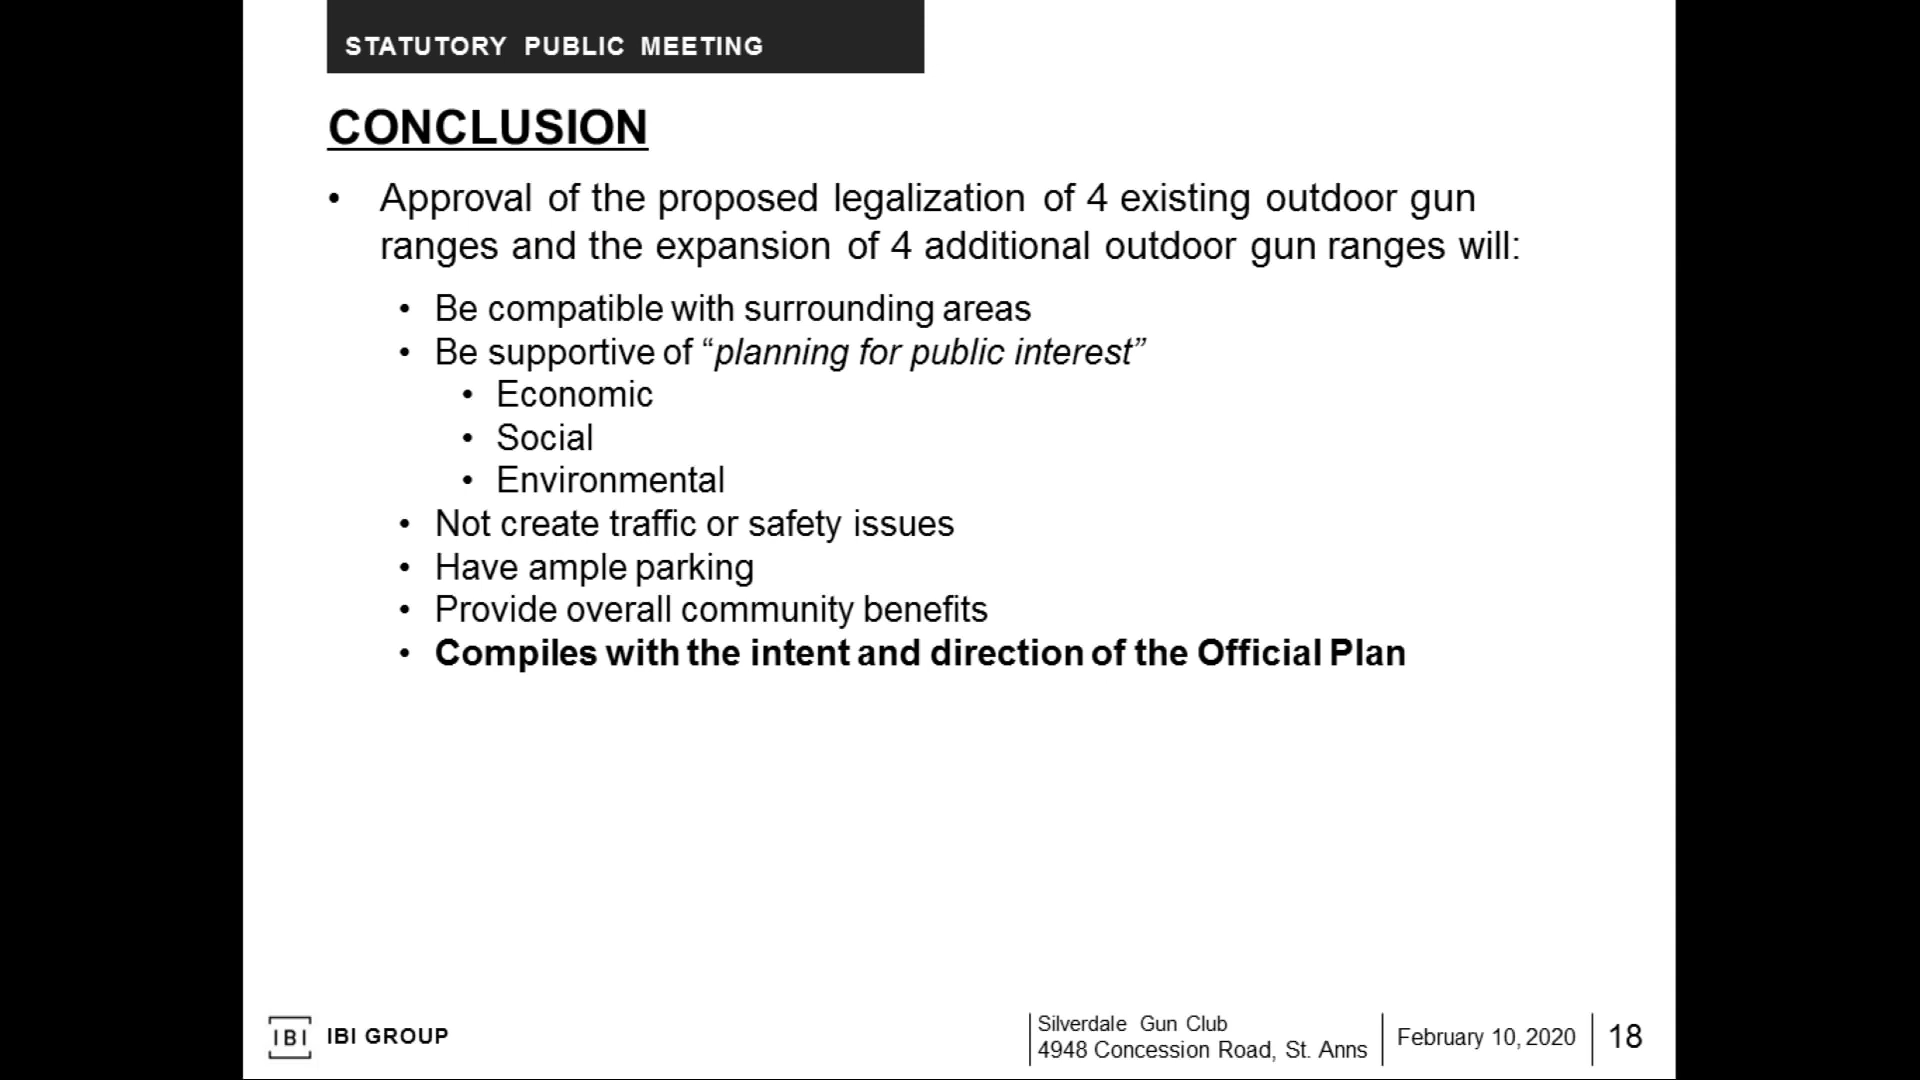 STATUTORY PUBLIC MEETING
CONCLUSION
• Approval of the proposed legalization of 4 existing outdoor gun
ranges and the expansion of 4 additional outdoor gun ranges will:
• Be compatible with surrounding areas
• Be supportive of “planning for public interest”
• Economic
• Social
• Environmental
• Not create traffic or safety issues
• Have ample parking
• Provide overall community benefits
• Compiles with the intent and direction of the Official Plan
IBI IBI GROUP
Silverdale Gun Club
4948 Concession Road, St. Anns
February 10, 2020
18